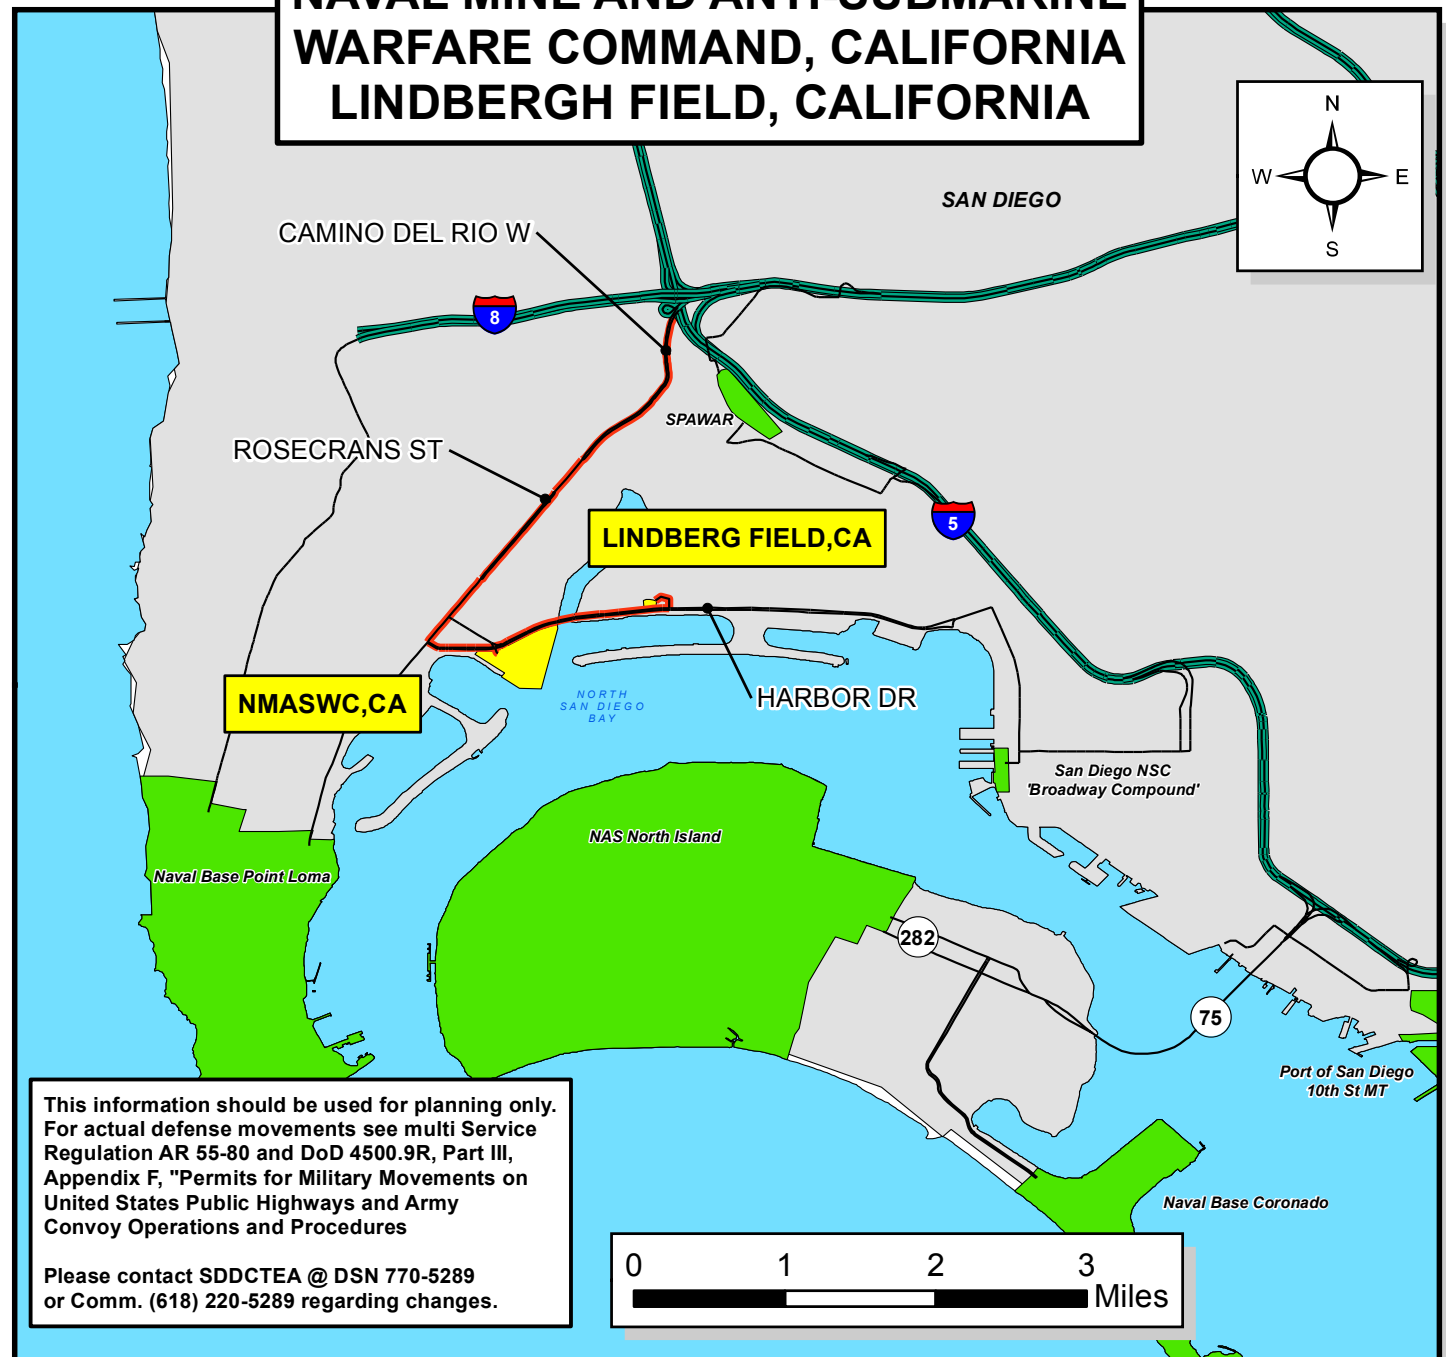 NAVAL MINE AND ANTI-SUBMARINE
WARFARE COMMAND, CALIFORNIA
LINDBERGH FIELD, CALIFORNIA
N
W
E
S
SAN DIEGO
CAMINO DEL RIO W
8
SPAWAR
ROSECRANS ST
5
LINDBERG FIELD,CA
NMASWC,CA
NORTH
SAN DIEGO
BAY
HARBOR DR
San Diego NSC
'Broadway Compound'
NAS North Island
Naval Base Point Loma
282
75
Port of San Diego
10th St MT
Naval Base Coronado
This information should be used for planning only.
For actual defense movements see multi Service
Regulation AR 55-80 and DoD 4500.9R, Part III,
Appendix F, "Permits for Military Movements on
United States Public Highways and Army
Convoy Operations and Procedures
Please contact SDDCTEA @ DSN 770-5289
or Comm. (618) 220-5289 regarding changes.
0 1 2 3
Miles